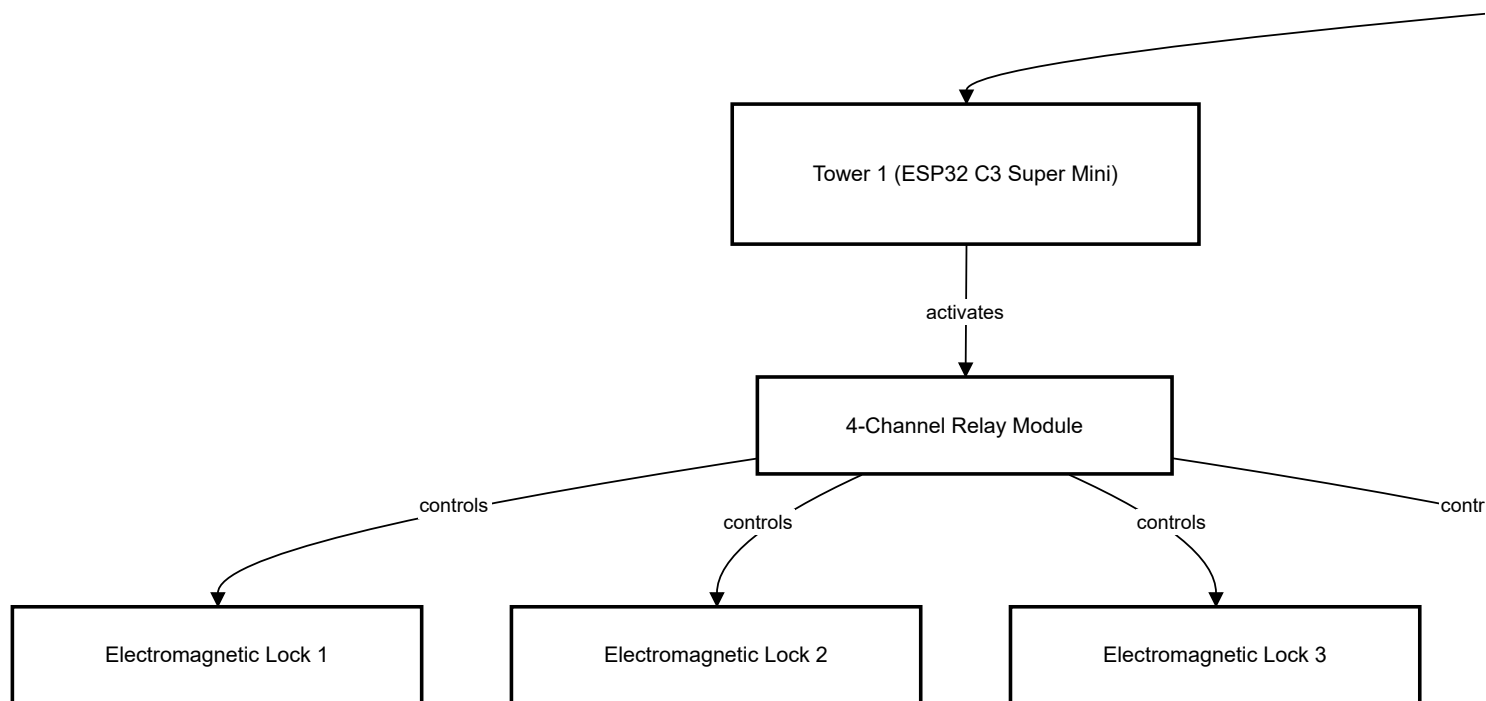 Tower 1 (ESP32 C3 Super Mini)
activates
4-Channel Relay Module
controls
controls
controls
contr
Electromagnetic Lock 1
Electromagnetic Lock 2
Electromagnetic Lock 3